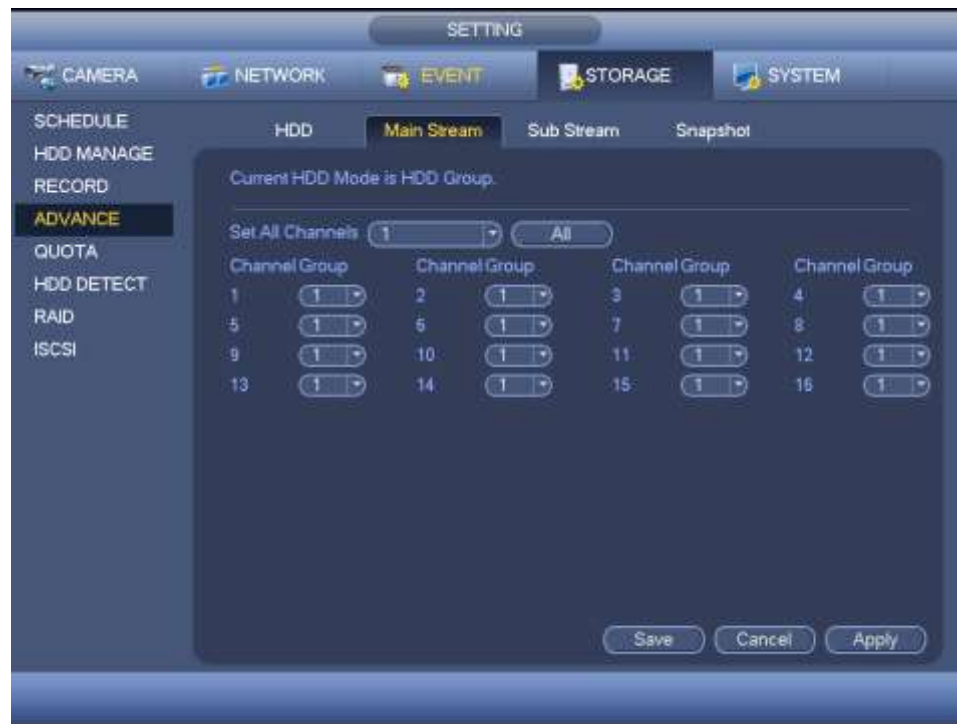 SETTING
CAMERA NETWORK EVENT STORAGE SYSTEM
SCHEDULE
HDD MANAGE
RECORD
ADVANCE
QUOTA
HDD DETECT
RAID
ISCSI
HDD Main Stream Sub Stream Snapshot
Current HDD Mode is HDD Group.
Set All Channels 1 All
Channel Group Channel Group Channel Group Channel Group
1 1 2 1 3 1 4 1
5 1 6 1 7 1 8 1
9 1 10 1 11 1 12 1
13 1 14 1 15 1 16 1
Save Cancel Apply